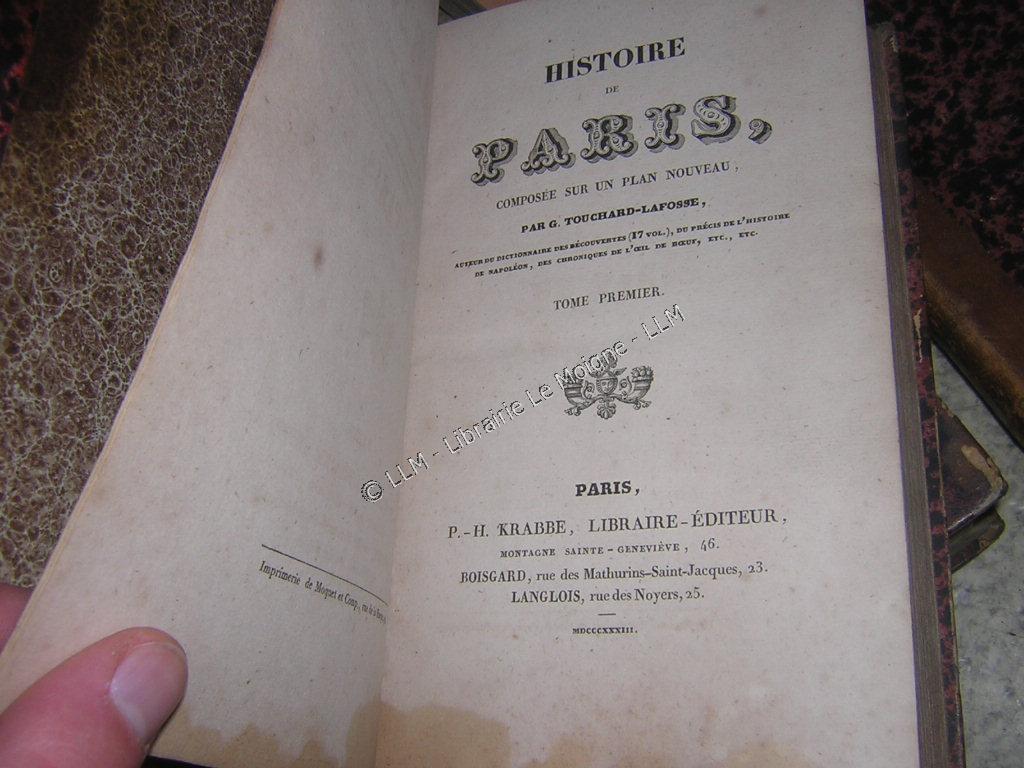 HISTOIRE
DE
PARIS,
COMPOSÉE SUR UN PLAN NOUVEAU,
PAR G. TOUCHARD-LAFOSSE,
AUTEUR DU DICTIONNAIRE DES DÉCOUVERTES (17 VOL.), DU PRÉCIS DE L'HISTOIRE
DE NAPOLÉON, DES CHRONIQUES DE L'ŒIL DE BŒUF, ETC., ETC.
TOME PREMIER.
© LLM - Librairie Le Moigne - LLM
PARIS,
P.-H. KRABBE, LIBRAIRE-ÉDITEUR,
MONTAGNE SAINTE-GENEVIÈVE, 46.
BOISGARD, rue des Mathurins-Saint-Jacques, 23.
LANGLOIS, rue des Noyers, 25.
MDCCCXXXIII.
Imprimerie de Moquet et Comp., rue de la